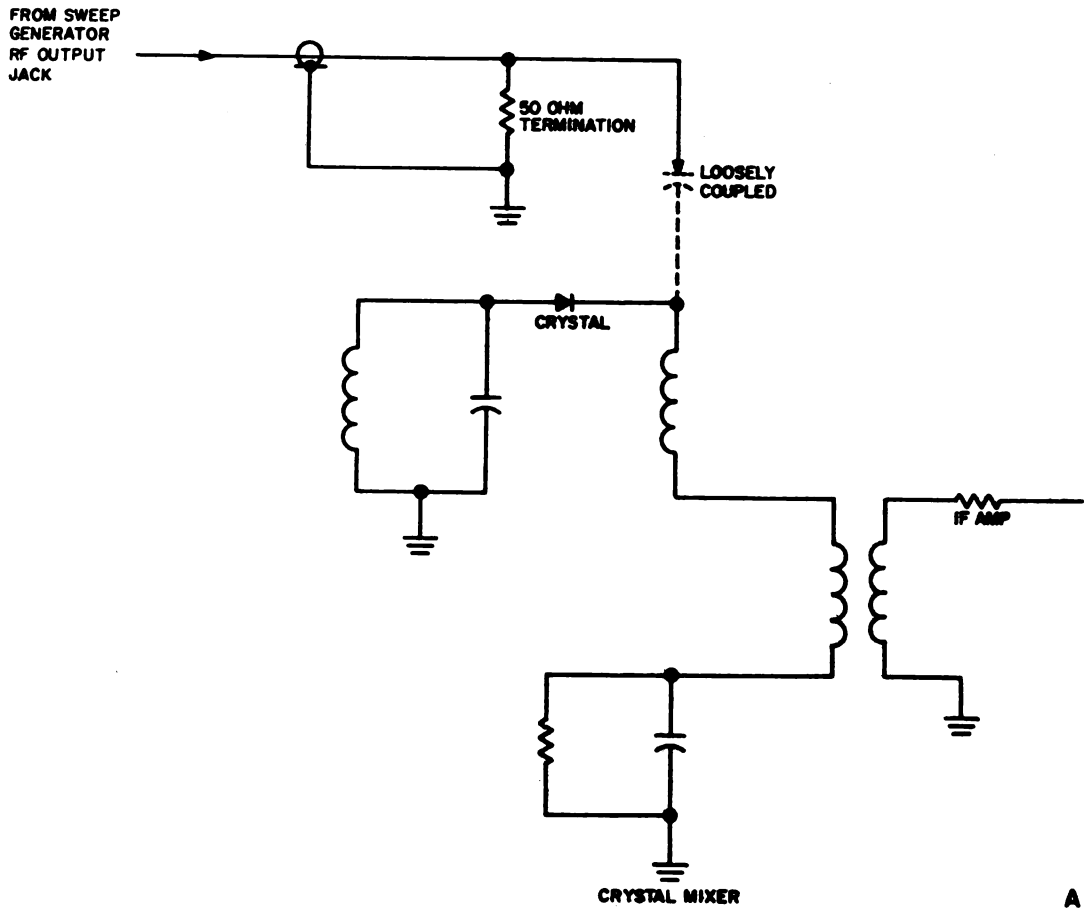 FROM SWEEP
GENERATOR
RF OUTPUT
JACK
50 OHM
TERMINATION
LOOSELY
COUPLED
CRYSTAL
IF AMP
CRYSTAL MIXER
A